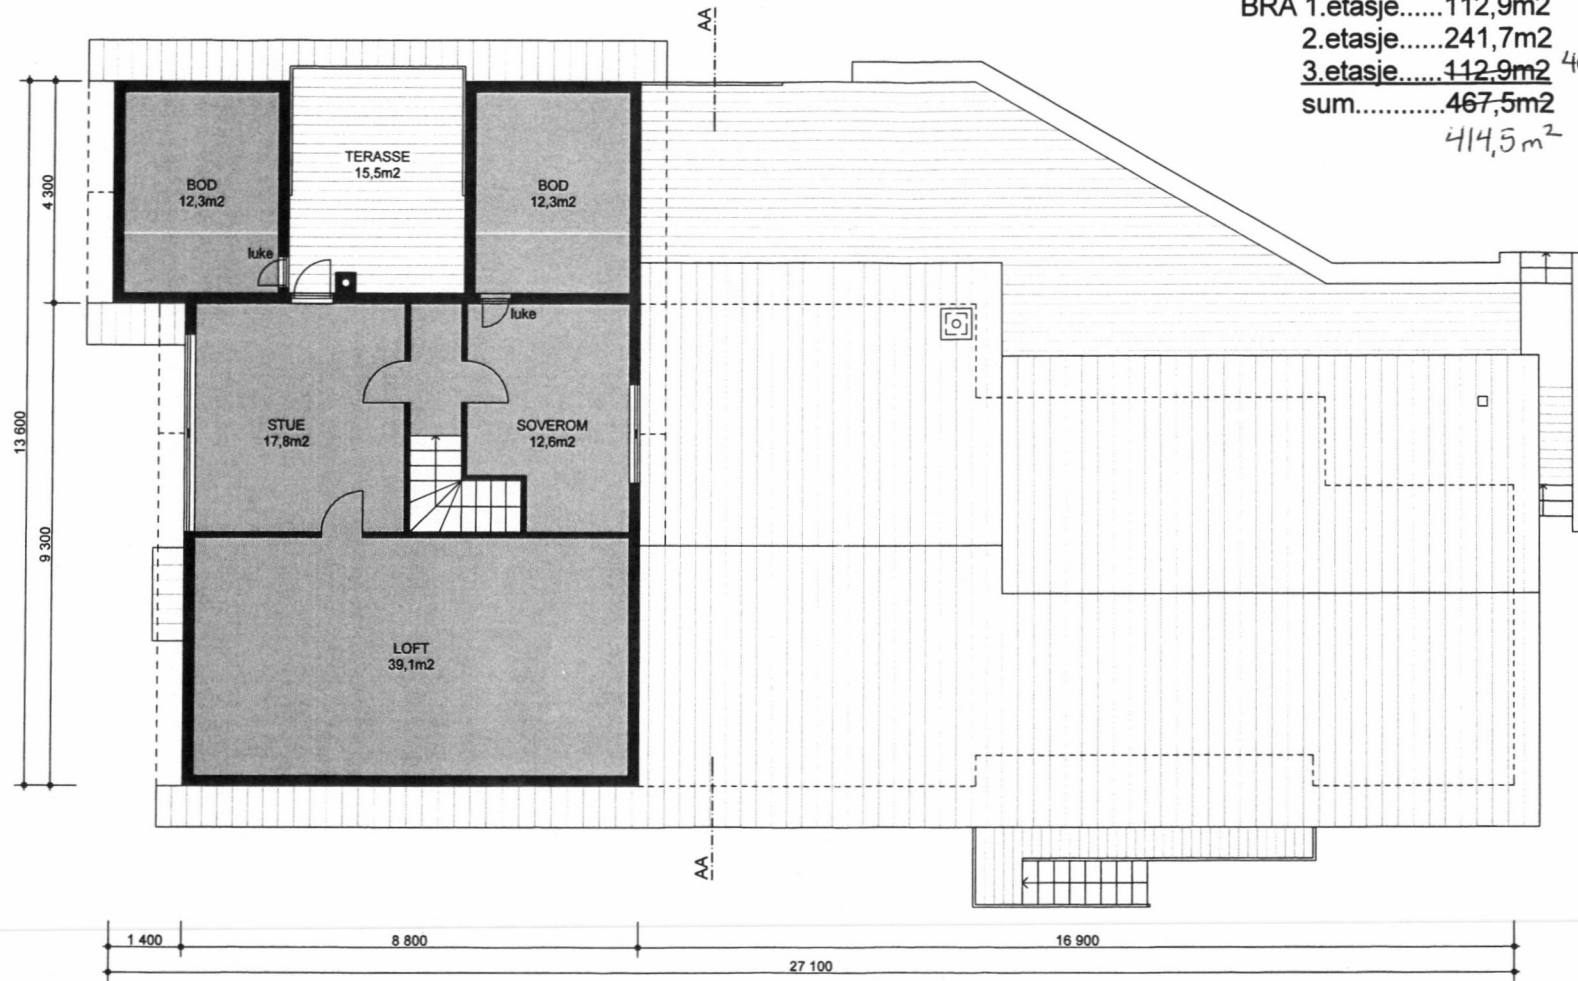 AA
BRA 1.etasje......112,9m2
2.etasje......241,7m2
3.etasje......112,9m2
sum............467,5m2
414,5 m²
TERASSE
15,5m2
BOD
12,3m2
BOD
12,3m2
luke
luke
4 300
13 600
9 300
STUE
17,8m2
SOVEROM
12,6m2
LOFT
39,1m2
AA
1 400
8 800
16 900
27 100